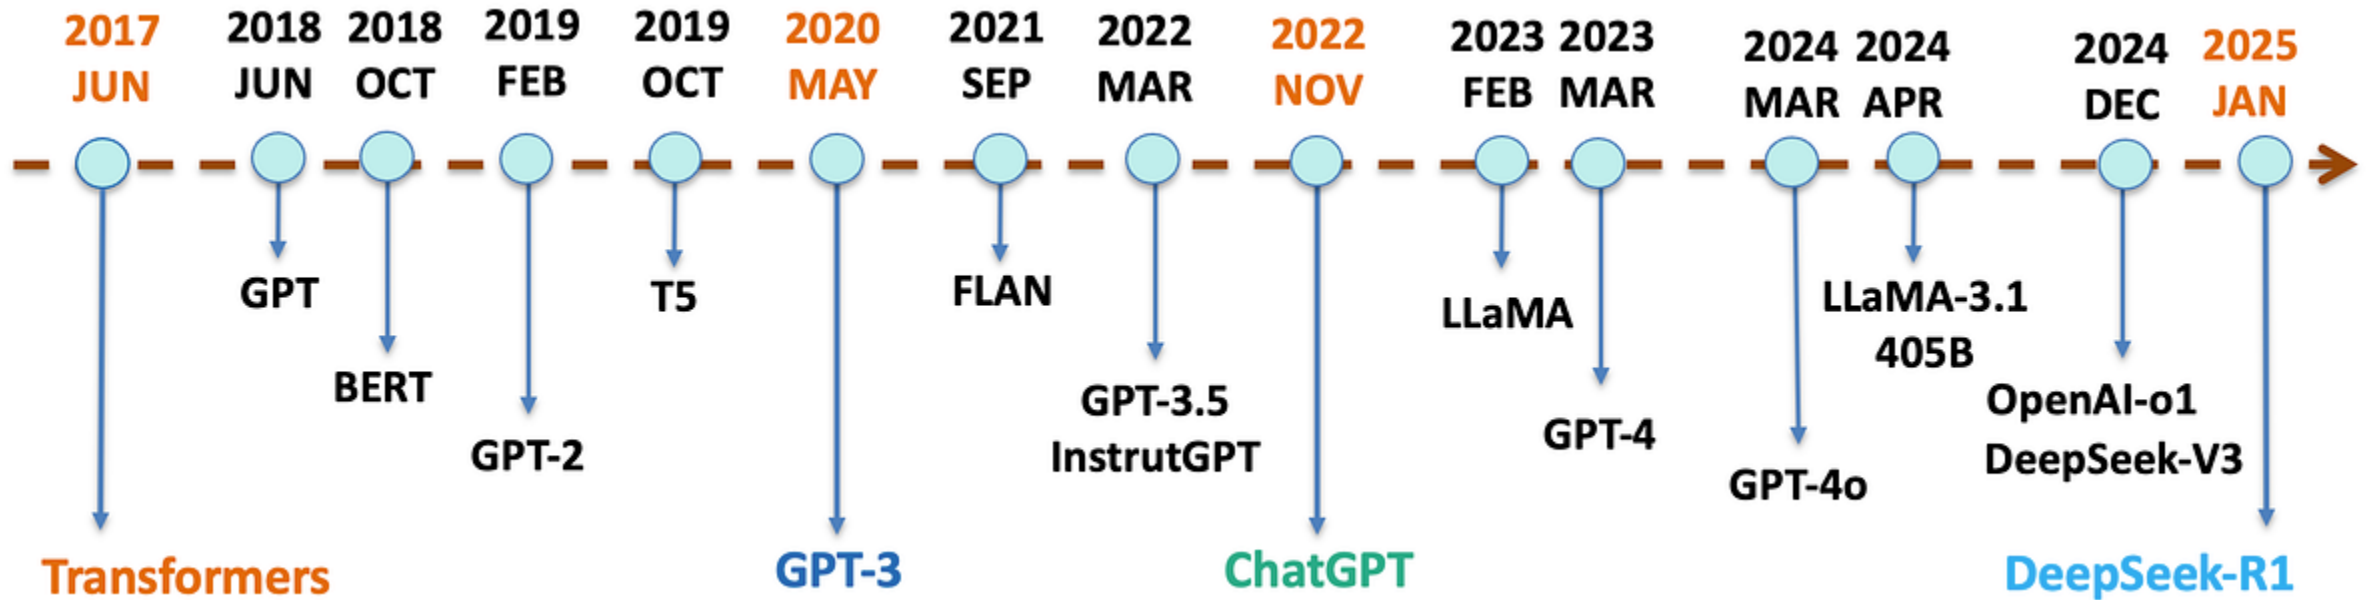 2017
JUN
2018
JUN
2018
OCT
2019
FEB
2019
OCT
2020
MAY
2021
SEP
2022
MAR
2022
NOV
2023
FEB
2023
MAR
2024
MAR
2024
APR
2024
DEC
2025
JAN
Transformers
GPT
BERT
GPT-2
T5
GPT-3
FLAN
GPT-3.5
InstrutGPT
ChatGPT
LLaMA
GPT-4
GPT-4o
LLaMA-3.1
405B
OpenAI-o1
DeepSeek-V3
DeepSeek-R1